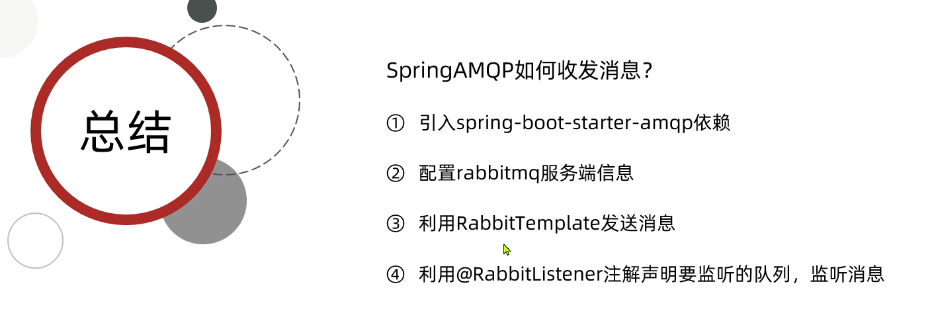 总结
SpringAMQP如何收发消息？
① 引入spring-boot-starter-amqp依赖
② 配置rabbitmq服务端信息
③ 利用RabbitTemplate发送消息
④ 利用@RabbitListener注解声明要监听的队列，监听消息